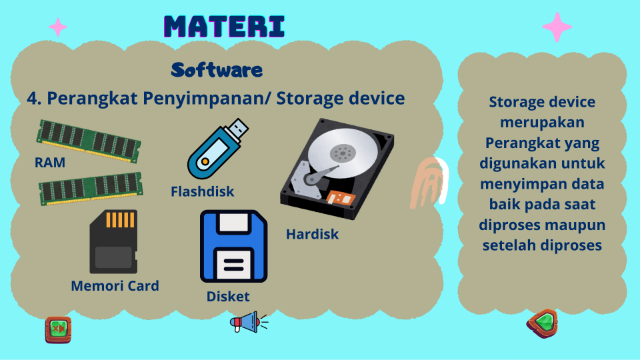 MATERI
Software
4. Perangkat Penyimpanan/ Storage device
RAM
Flashdisk
Hardisk
Memori Card
Disket
Storage device
merupakan
Perangkat yang
digunakan untuk
menyimpan data
baik pada saat
diproses maupun
setelah diproses